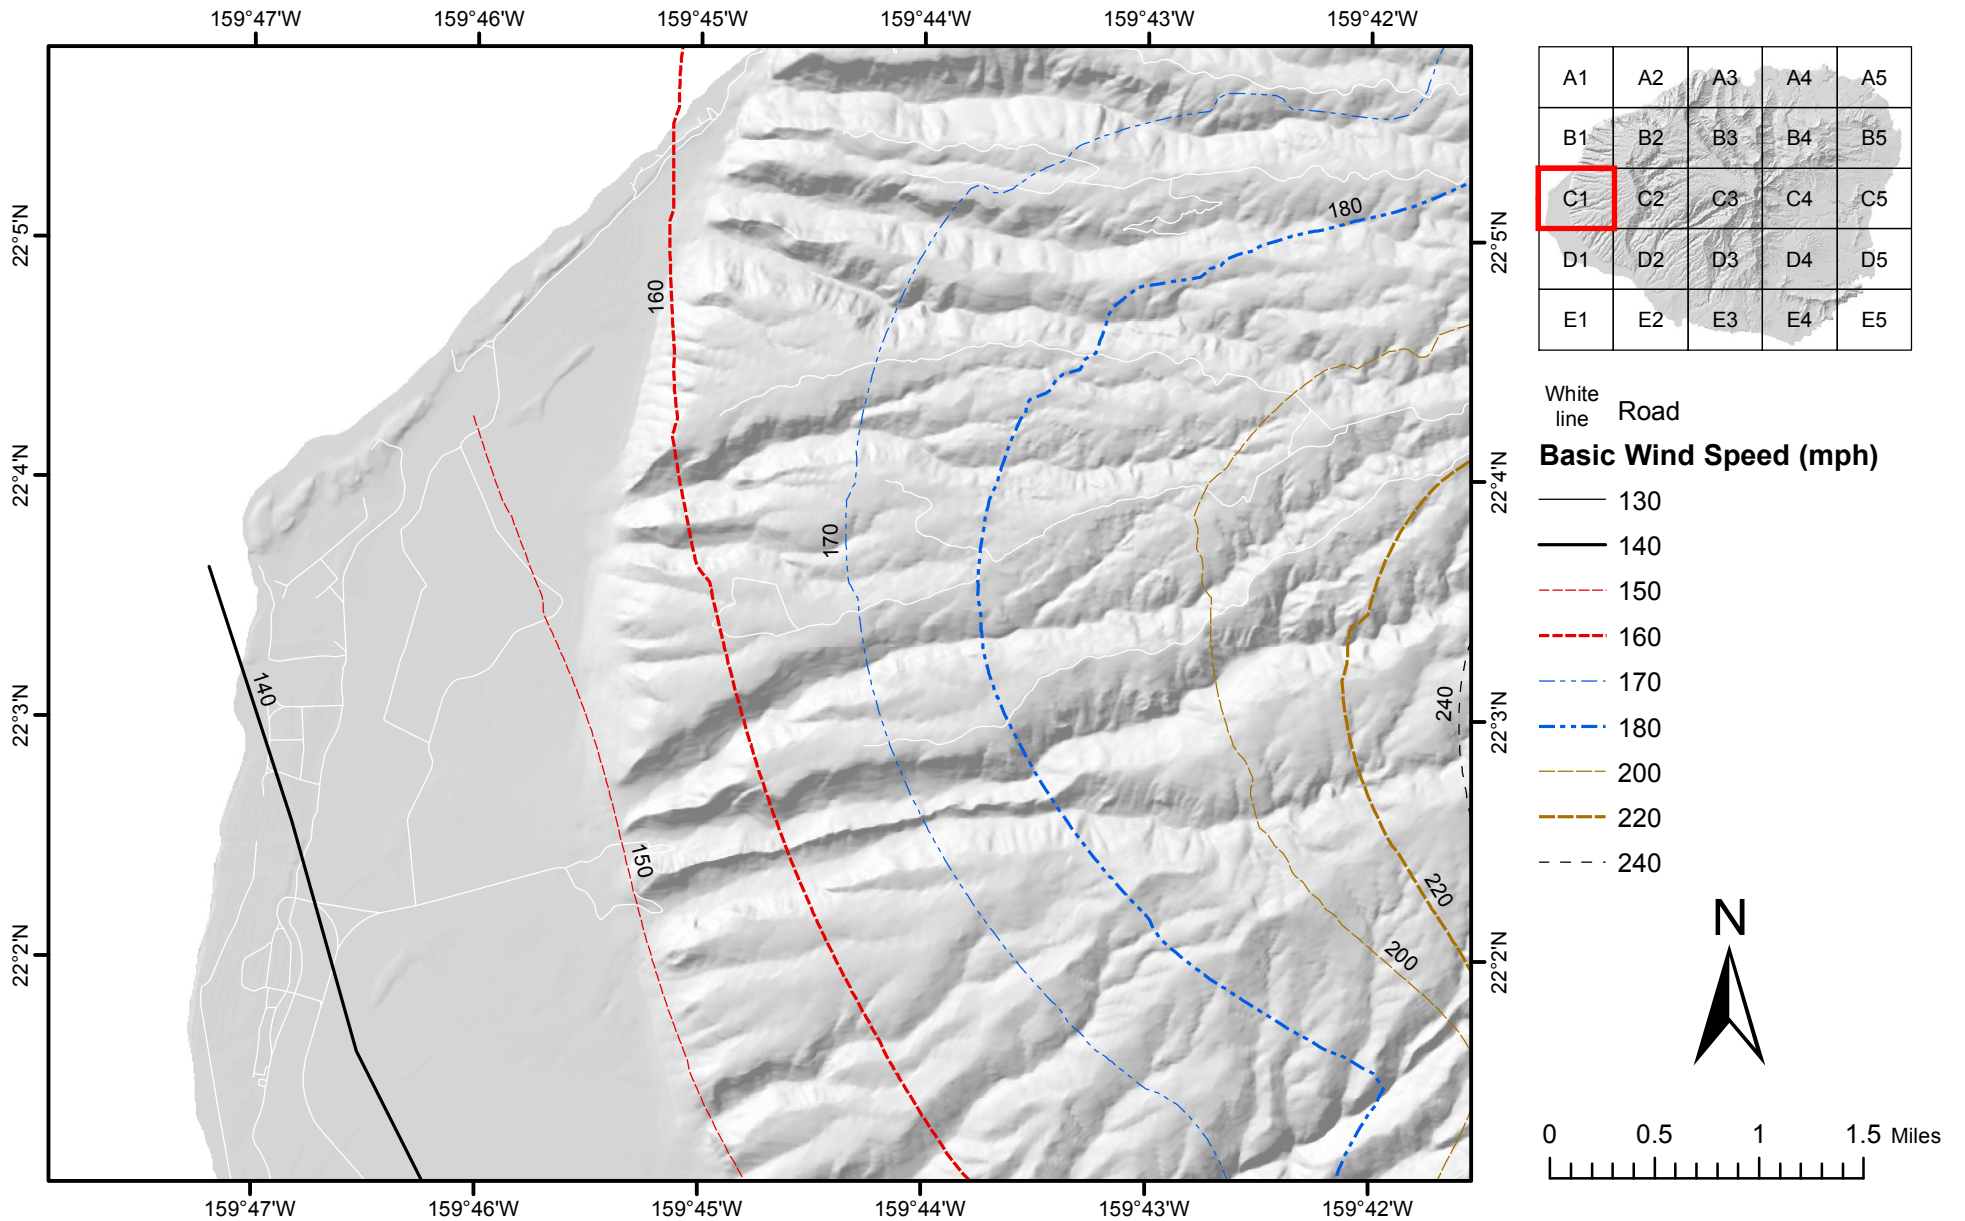 159°47'W 159°46'W 159°45'W 159°44'W 159°43'W 159°42'W
22°5'N
22°4'N
22°3'N
22°2'N
180
160
170
140
150
240
220
200
22°5'N
22°4'N
22°3'N
22°2'N
159°47'W 159°46'W 159°45'W 159°44'W 159°43'W 159°42'W
A1 A2 A3 A4 A5
B1 B2 B3 B4 B5
C1 C2 C3 C4 C5
D1 D2 D3 D4 D5
E1 E2 E3 E4 E5
White
line Road
Basic Wind Speed (mph)
130
140
150
160
170
180
200
220
240
N
0 0.5 1 1.5 Miles